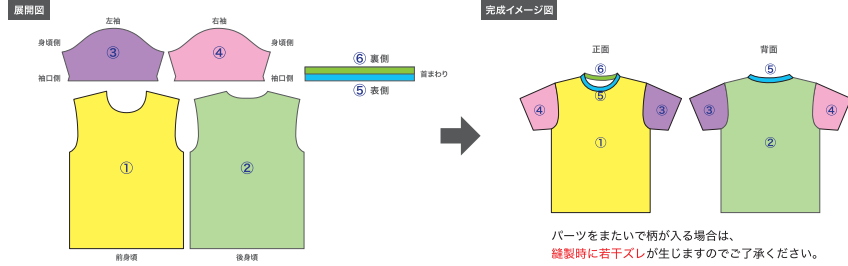 展開図
左袖
右袖
身頃側
身頃側
③
④
袖口側
袖口側
⑥ 裏側
首まわり
⑤ 表側
①
②
前身頃
後身頃
完成イメージ図
正面
背面
⑥
⑤
⑤
④
③
③
④
①
②
パーツをまたいで柄が入る場合は、
縫製時に若干ズレが生じますのでご了承ください。